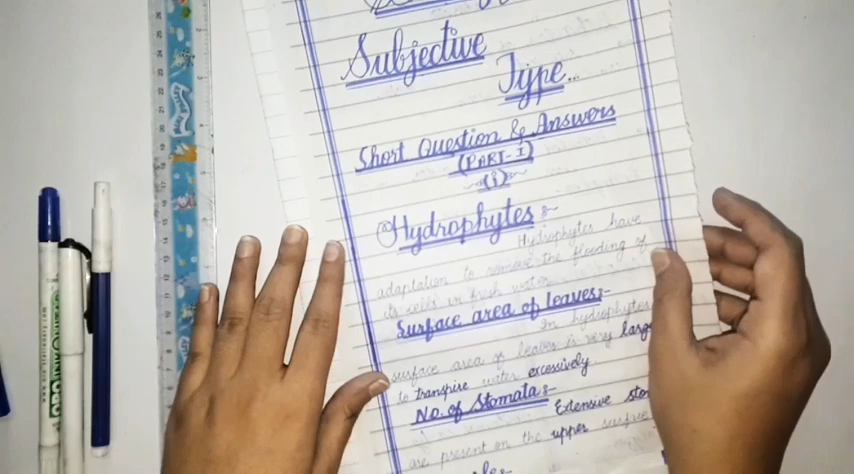 Subjective
Type...
Short Question & Answers
(PART-I)
(i)
Hydrophytes:-
Hydrophytes have
adaptation to remove the flooding of
its cells in fresh water
Surface area of leaves:-
In hydrophytes
surface area of leaves is very large
to transpire water excessively
No. of Stomata:-
Extensive
are present on the upper surface